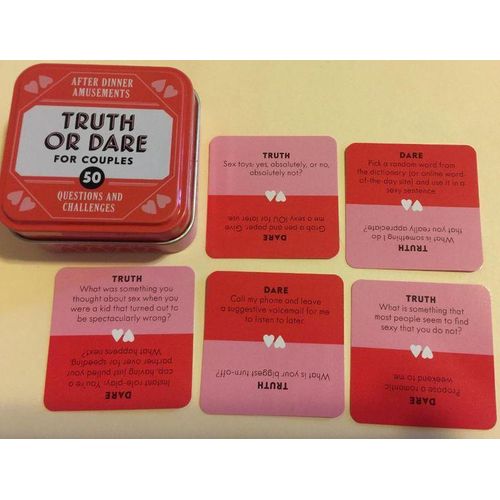 AFTER DINNER
AMUSEMENTS
TRUTH
OR DARE
FOR COUPLES
50
QUESTIONS AND
CHALLENGES
TRUTH
Sex toys: yes, absolutely, or no,
absolutely not?
DARE
Grab a pen and paper: Give
me a sexy IOU for later use
DARE
Pick a random word from
the dictionary (or online word-
of-the-day site) and use it in a
sexy sentence
TRUTH
What is something I do
that you really appreciate?
TRUTH
What was something you
thought about sex when you
were a kid that turned out to
be spectacularly wrong?
DARE
Instant role-play: You're a
cop, having just pulled your
partner over for speeding.
What happens next?
DARE
Call my phone and leave
a suggestive voicemail for me
to listen to later.
TRUTH
What is your biggest turn-off?
TRUTH
What is something that
most people seem to find
sexy that you do not?
DARE
Propose a romantic
weekend to me